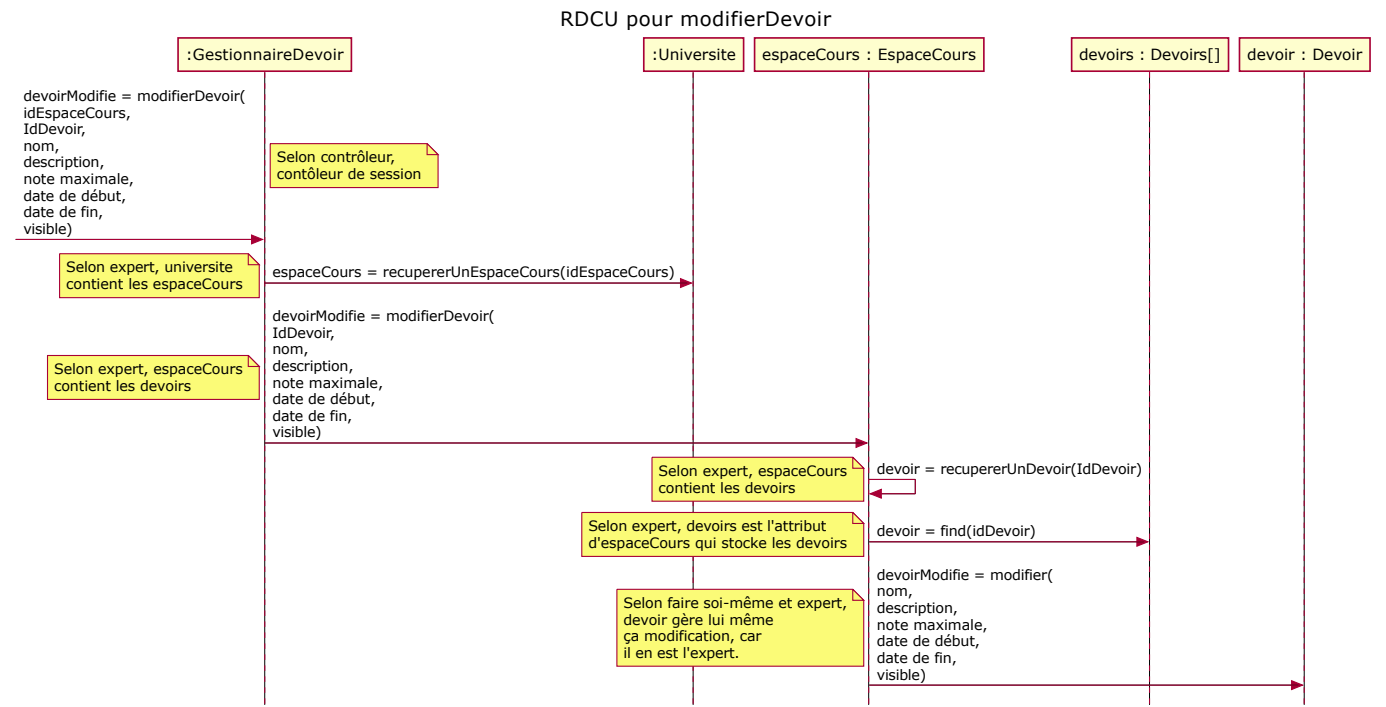 RDCU pour modifierDevoir
:GestionnaireDevoir
:Universite
espaceCours : EspaceCours
devoirs : Devoirs[]
devoir : Devoir
devoirModifie = modifierDevoir(
idEspaceCours,
IdDevoir,
nom,
description,
note maximale,
date de début,
date de fin,
visible)
Selon contrôleur,
contôleur de session
Selon expert, universite
contient les espaceCours
espaceCours = recupererUnEspaceCours(idEspaceCours)
devoirModifie = modifierDevoir(
IdDevoir,
nom,
description,
note maximale,
date de début,
date de fin,
visible)
Selon expert, espaceCours
contient les devoirs
Selon expert, espaceCours
contient les devoirs
devoir = recupererUnDevoir(IdDevoir)
Selon expert, devoirs est l'attribut
d'espaceCours qui stocke les devoirs
devoir = find(idDevoir)
devoirModifie = modifier(
nom,
description,
note maximale,
date de début,
date de fin,
visible)
Selon faire soi-même et expert,
devoir gère lui même
ça modification, car
il en est l'expert.